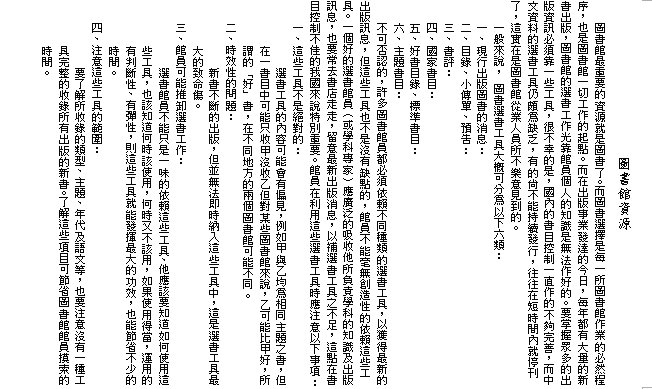 圖書館資源
圖書館最重要的資源就是圖書了。而圖書選擇是每一所圖書館作業的必然程
序，也是圖書館一切工作的起點。而在出版事業發達的今日，每年都有大量的新
書出版，圖書館的選書工作光靠館員個人的知識是無法作好的。要掌握眾多的出
版資訊必須靠一些工具，很不幸的是，國內的書目控制一直作的不夠完善，而中
文資料的選書工具仍頗為缺乏，有的尚不能持續發行，往往在短時間內就停刊
了，這實在是圖書館從業人員所不樂意見到的。
一般來說，圖書選書工具大概可分為以下六類：
一、現行出版圖書的消息：
二、目錄、小傳單、預告：
三、書評：
四、國家書目：
五、好書目錄、標準書目：
六、主題書目：
不可否認的，許多圖書館員都必須依賴不同種類的選書工具，以獲得最新的
出版訊息，但這些工具也不是沒有缺點的，館員不能毫無創造性的依賴這些工
具。一個好的選書館員（或學科專家）應廣泛的吸收他所負責學科的知識及出版
訊息，也要常去書店走走，留意最新出版消息，以補選書工具之不足，這點在書
目控制不佳的我國來說特別重要。館員在利用這些選書工具時應注意以下事項：
一、這些工具不是絕對的：
選書工具的內容可能會有偏見，例如甲與乙均為相同主題之書，但
在一書目中可能只收甲沒收乙但對某些圖書館來說，乙可能比甲好，所
謂的「好」書，在不同地方的兩個圖書館可能不同。
二、時效性的問題：
新書不斷的出版，但並無法即時納入這些工具中，這是選書工具最
大的致命傷。
三、館員可能推卸選書工作：
選書館員不能只是一味的依賴這些工具、他應該要知道如何使用這
些工具，也該知道何時該使用，何時又不該用，如果使用得當，運用的
有判斷性、有彈性，則這些工具就能發揮最大的功效，也能節省不少的
時間。
四、注意這些工具的範圍：
要了解所收錄的類型、主題、年代及語文等，也要注意沒有一種工
具完整的收錄所有出版的新書。了解這些項目可節省圖書館館員摸索的
時間。